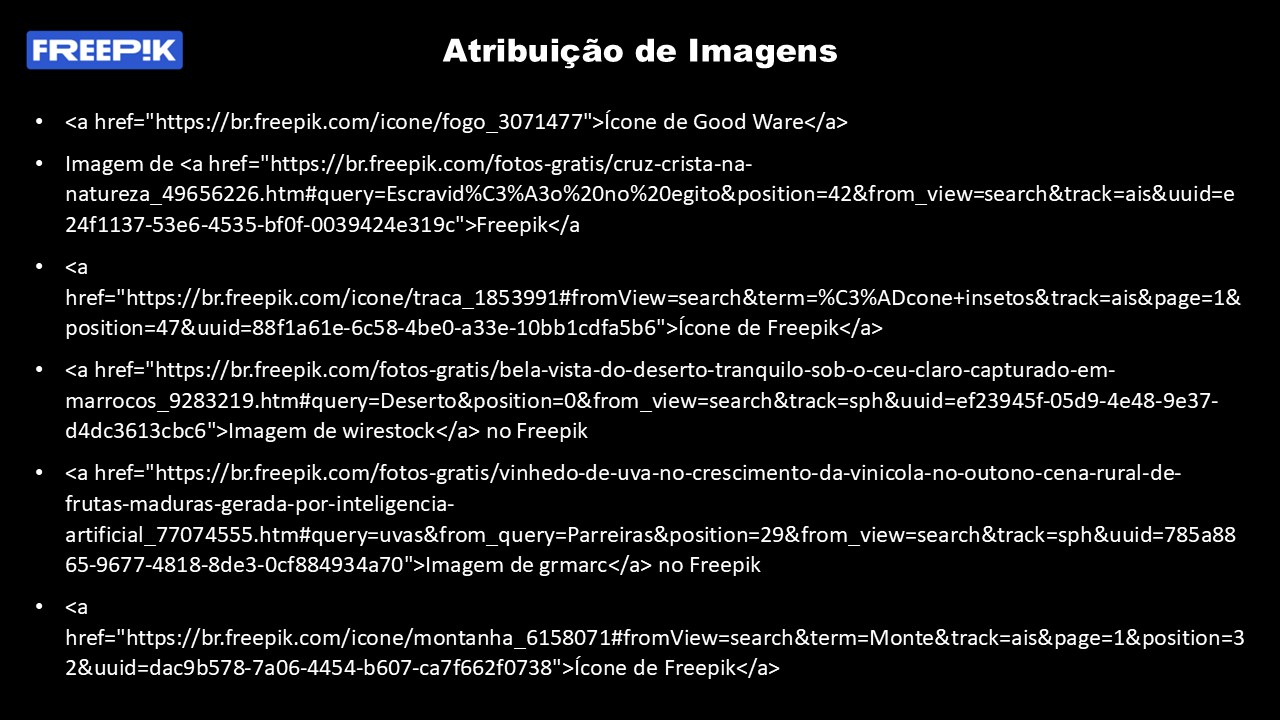 FREEP!K
Atribuição de Imagens
• <a href="https://br.freepik.com/icone/fogo_3071477">Ícone de Good Ware</a>
• Imagem de <a href="https://br.freepik.com/fotos-gratis/cruz-crista-na-
natureza_49656226.htm#query=Escravid%C3%A3o%20no%20egito&position=42&from_view=search&track=ais&uuid=e
24f1137-53e6-4535-bf0f-0039424e319c">Freepik</a
• <a
href="https://br.freepik.com/icone/traca_1853991#fromView=search&term=%C3%ADcone+insetos&track=ais&page=1&
position=47&uuid=88f1a61e-6c58-4be0-a33e-10bb1cdfa5b6">Ícone de Freepik</a>
• <a href="https://br.freepik.com/fotos-gratis/bela-vista-do-deserto-tranquilo-sob-o-ceu-claro-capturado-em-
marrocos_9283219.htm#query=Deserto&position=0&from_view=search&track=sph&uuid=ef23945f-05d9-4e48-9e37-
d4dc3613cbc6">Imagem de wirestock</a> no Freepik
• <a href="https://br.freepik.com/fotos-gratis/vinhedo-de-uva-no-crescimento-da-vinicola-no-outono-cena-rural-de-
frutas-maduras-gerada-por-inteligencia-
artificial_77074555.htm#query=uvas&from_query=Parreiras&position=29&from_view=search&track=sph&uuid=785a88
65-9677-4818-8de3-0cf884934a70">Imagem de grmarc</a> no Freepik
• <a
href="https://br.freepik.com/icone/montanha_6158071#fromView=search&term=Monte&track=ais&page=1&position=3
2&uuid=dac9b578-7a06-4454-b607-ca7f662f0738">Ícone de Freepik</a>